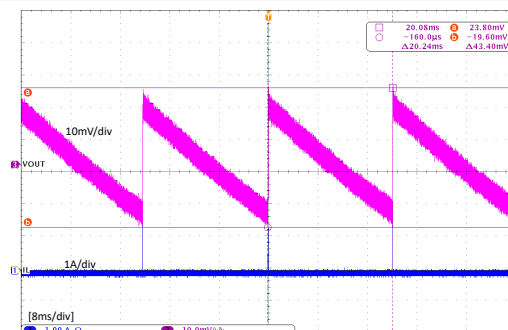 T
20.08ms a 23.80mV
-160.0μs b -19.60mV
Δ20.24ms Δ43.40mV
a
10mV/div
VOUT
b
1A/div
1 IL
[8ms/div]